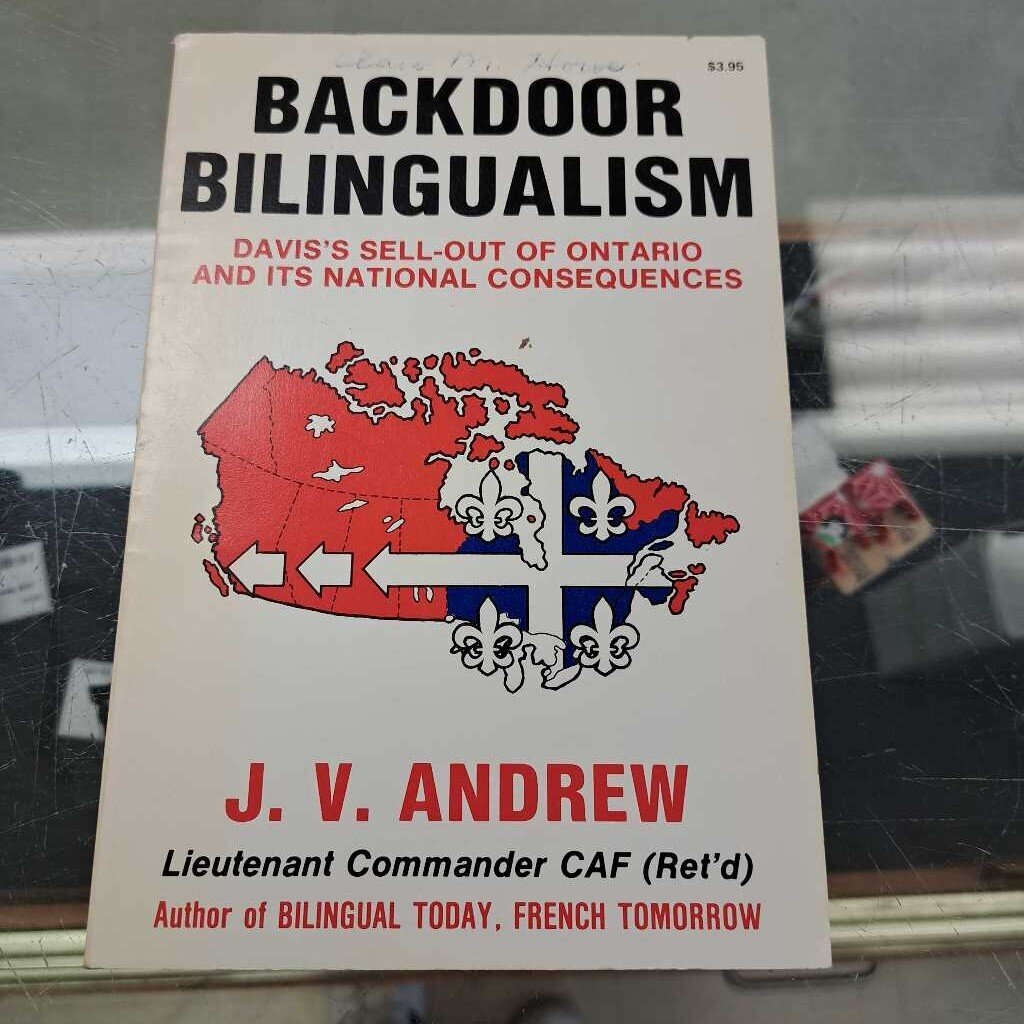 $3.95
BACKDOOR
BILINGUALISM
DAVIS'S SELL-OUT OF ONTARIO
AND ITS NATIONAL CONSEQUENCES
J. V. ANDREW
Lieutenant Commander CAF (Ret'd)
Author of BILINGUAL TODAY, FRENCH TOMORROW